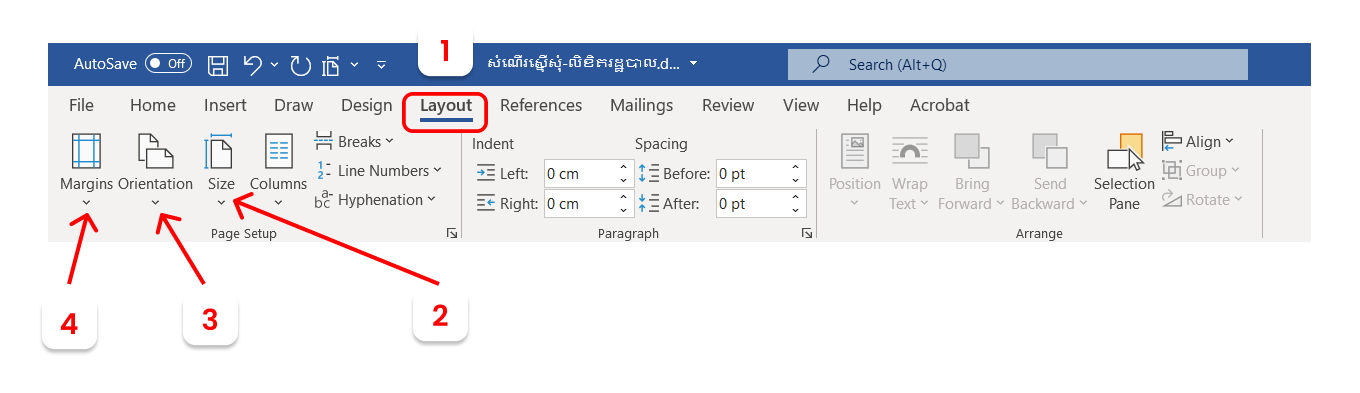 1
AutoSave Off សំណើរស្នើសុំ-លិខិតរដ្ឋបាល.d... Search (Alt+Q)
File Home Insert Draw Design Layout References Mailings Review View Help Acrobat
Margins Orientation Size Columns
Breaks
Line Numbers
Hyphenation
Page Setup
Indent Spacing
Left: 0 cm Before: 0 pt
Right: 0 cm After: 0 pt
Paragraph
Position Wrap Text Bring Forward Send Backward Selection Pane
Align
Group
Rotate
Arrange
4 3 2